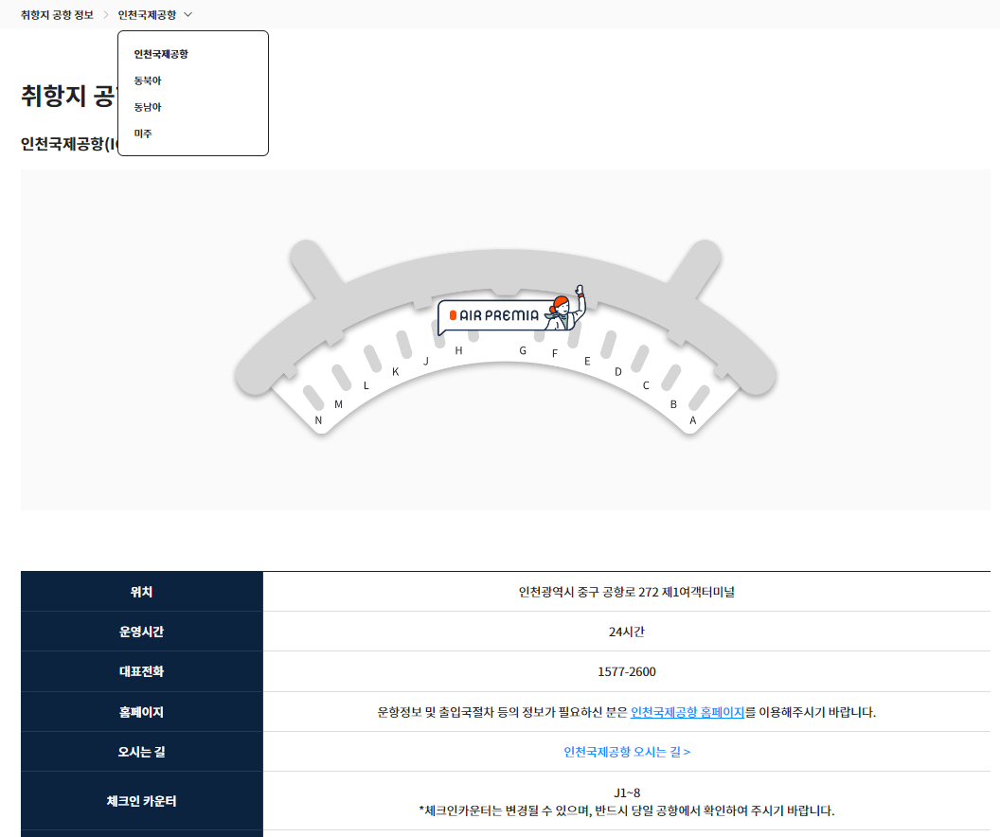 취항지 공항 정보 > 인천국제공항
인천국제공항
동북아
동남아
미주
취항지 공
인천국제공항(I
AIR PREMIA
N M L K J H G F E D C B A
위치 인천광역시 중구 공항로 272 제1여객터미널
운영시간 24시간
대표전화 1577-2600
홈페이지 운항정보 및 출입국절차 등의 정보가 필요하신 분은 인천국제공항 홈페이지를 이용해주시기 바랍니다.
오시는 길 인천국제공항 오시는 길 >
체크인 카운터 J1~8
*체크인카운터는 변경될 수 있으며, 반드시 당일 공항에서 확인하여 주시기 바랍니다.